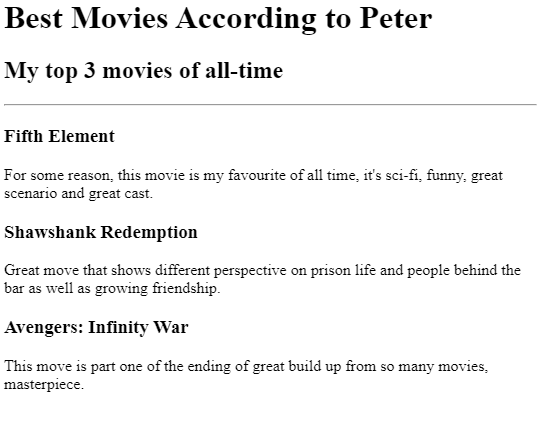 Best Movies According to Peter
My top 3 movies of all-time
Fifth Element
For some reason, this movie is my favourite of all time, it's sci-fi, funny, great
scenario and great cast.
Shawshank Redemption
Great move that shows different perspective on prison life and people behind the
bar as well as growing friendship.
Avengers: Infinity War
This move is part one of the ending of great build up from so many movies,
masterpiece.